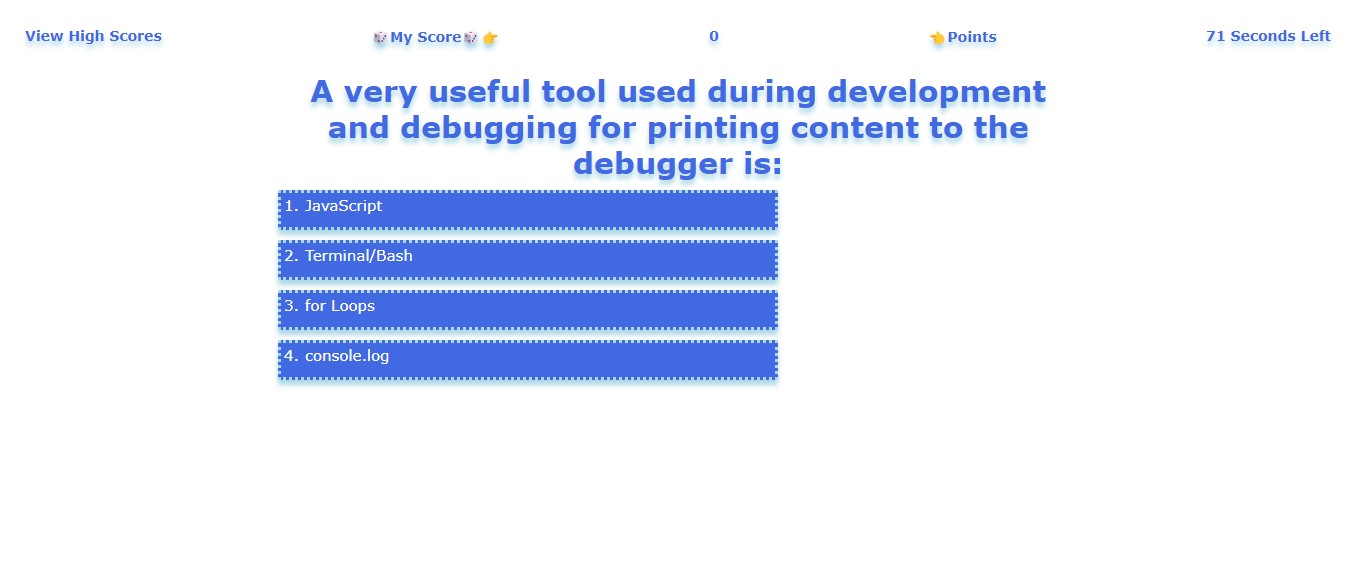 View High Scores 🎲My Score🎲 👉 0 👈Points 71 Seconds Left
A very useful tool used during development
and debugging for printing content to the
debugger is:
1. JavaScript
2. Terminal/Bash
3. for Loops
4. console.log